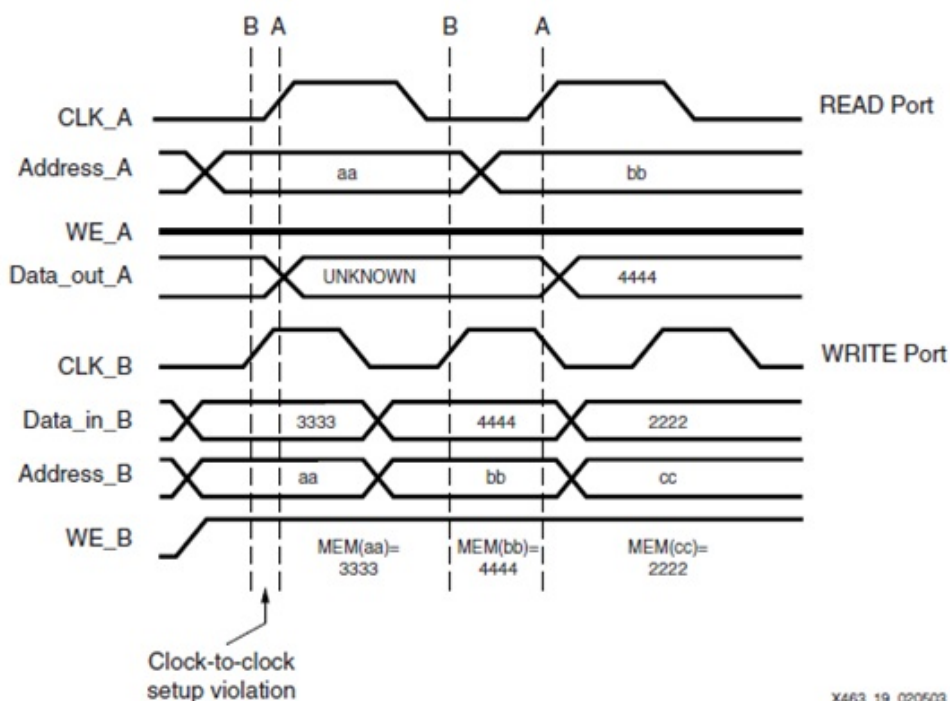 B A B A
CLK_A
READ Port
Address_A aa bb
WE_A
Data_out_A UNKNOWN 4444
CLK_B
WRITE Port
Data_in_B 3333 4444 2222
Address_B aa bb cc
WE_B
MEM(aa)= MEM(bb)= MEM(cc)=
3333 4444 2222
Clock-to-clock
setup violation
X463_19_020503